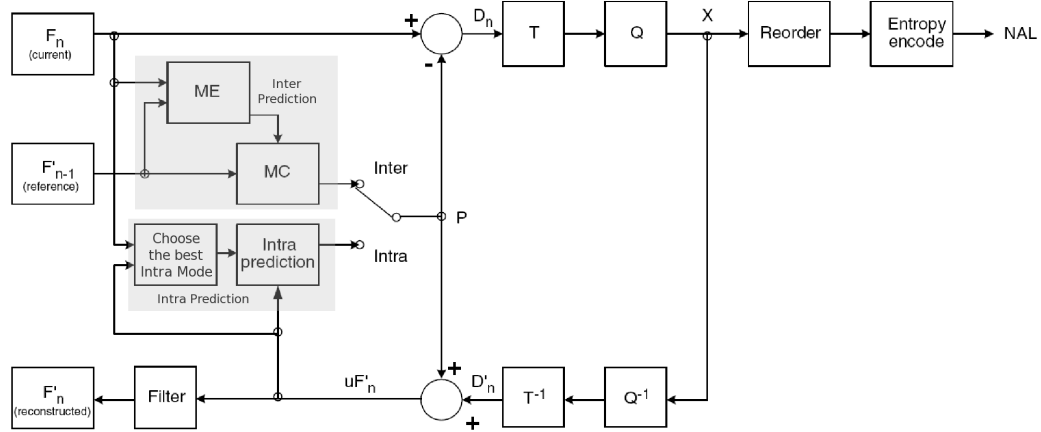 Fn
(current)
+
Dn
T
Q
X
Reorder
Entropy
encode
NAL
-
ME
Inter
Prediction
F'n-1
(reference)
MC
Inter
P
Choose
the best
Intra Mode
Intra
prediction
Intra
Intra Prediction
F'n
(reconstructed)
Filter
uF'n
+
+
D'n
T-1
Q-1